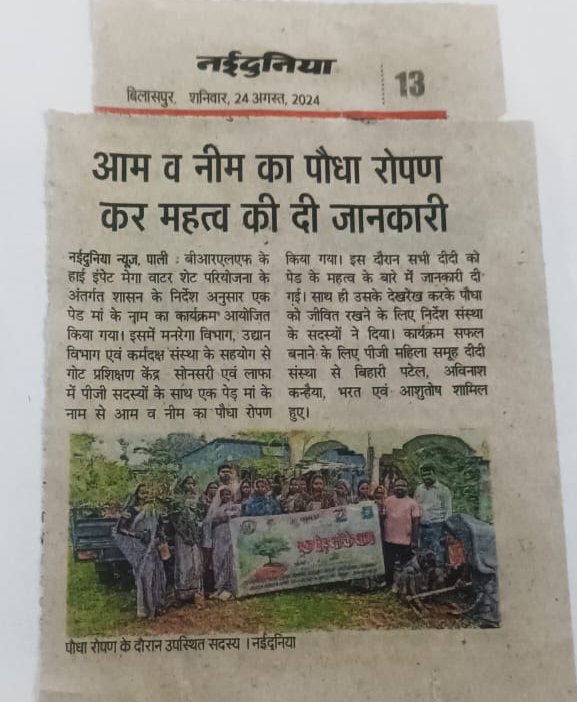 नईदुनिया
बिलासपुर, शनिवार, 24 अगस्त, 2024
13
आम व नीम का पौधा रोपण
कर महत्व की दी जानकारी
नईदुनिया न्यूज, पाली : बीआरएलएफ के
हाई इंपेट मेगा वाटर शेट परियोजना के
अंतर्गत शासन के निर्देश अनुसार एक
पेड़ मां के नाम का कार्यक्रम आयोजित
किया गया। इसमें मनरेगा विभाग, उद्यान
विभाग एवं कर्मदक्ष संस्था के सहयोग से
गोट प्रशिक्षण केंद्र सोनसरी एवं लाफा
में पीजी सदस्यों के साथ एक पेड़ मां के
नाम से आम व नीम का पौधा रोपण
किया गया। इस दौरान सभी दीदी को
पेड के महत्व के बारे में जानकारी दी
गई। साथ ही उसके देखरेख करके पौधा
को जीवित रखने के लिए निर्देश संस्था
के सदस्यों ने दिया। कार्यक्रम सफल
बनाने के लिए पीजी महिला समूह दीदी
संस्था से बिहारी पटेल, अविनाश
कन्हैया, भरत एवं आशुतोष शामिल
हुए।
पौधा रोपण के दौरान उपस्थित सदस्य । नईदुनिया